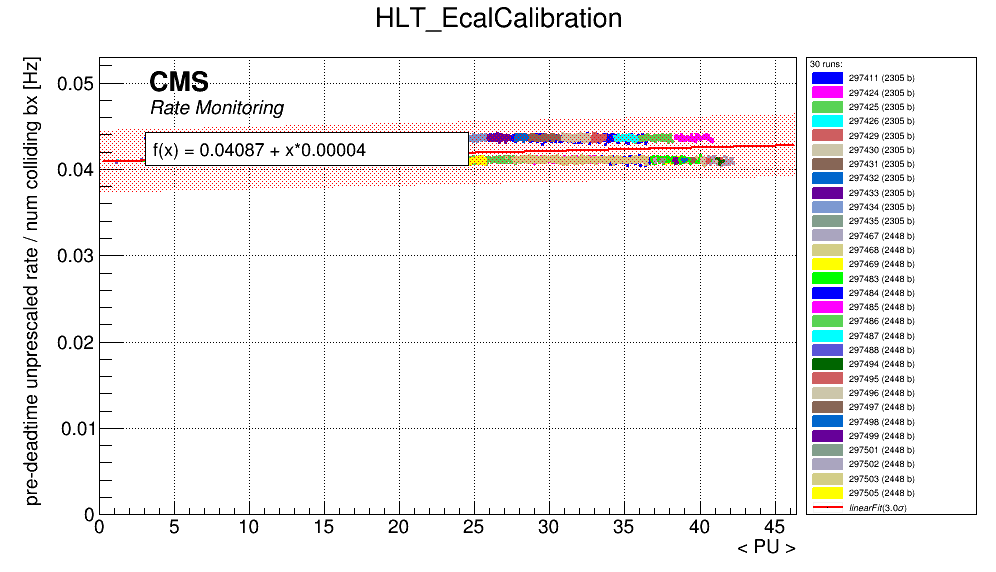 HLT_EcalCalibration
pre-deadtime unprescaled rate / num colliding bx [Hz]
0.05
0.04
0.03
0.02
0.01
0
CMS
Rate Monitoring
f(x) = 0.04087 + x*0.00004
0 5 10 15 20 25 30 35 40 45
< PU >
30 runs:
297411 (2305 b)
297424 (2305 b)
297425 (2305 b)
297426 (2305 b)
297429 (2305 b)
297430 (2305 b)
297431 (2305 b)
297432 (2305 b)
297433 (2305 b)
297434 (2305 b)
297435 (2305 b)
297467 (2448 b)
297468 (2448 b)
297469 (2448 b)
297483 (2448 b)
297484 (2448 b)
297485 (2448 b)
297486 (2448 b)
297487 (2448 b)
297488 (2448 b)
297494 (2448 b)
297495 (2448 b)
297496 (2448 b)
297497 (2448 b)
297498 (2448 b)
297499 (2448 b)
297501 (2448 b)
297502 (2448 b)
297503 (2448 b)
297505 (2448 b)
linearFit(3.0σ)